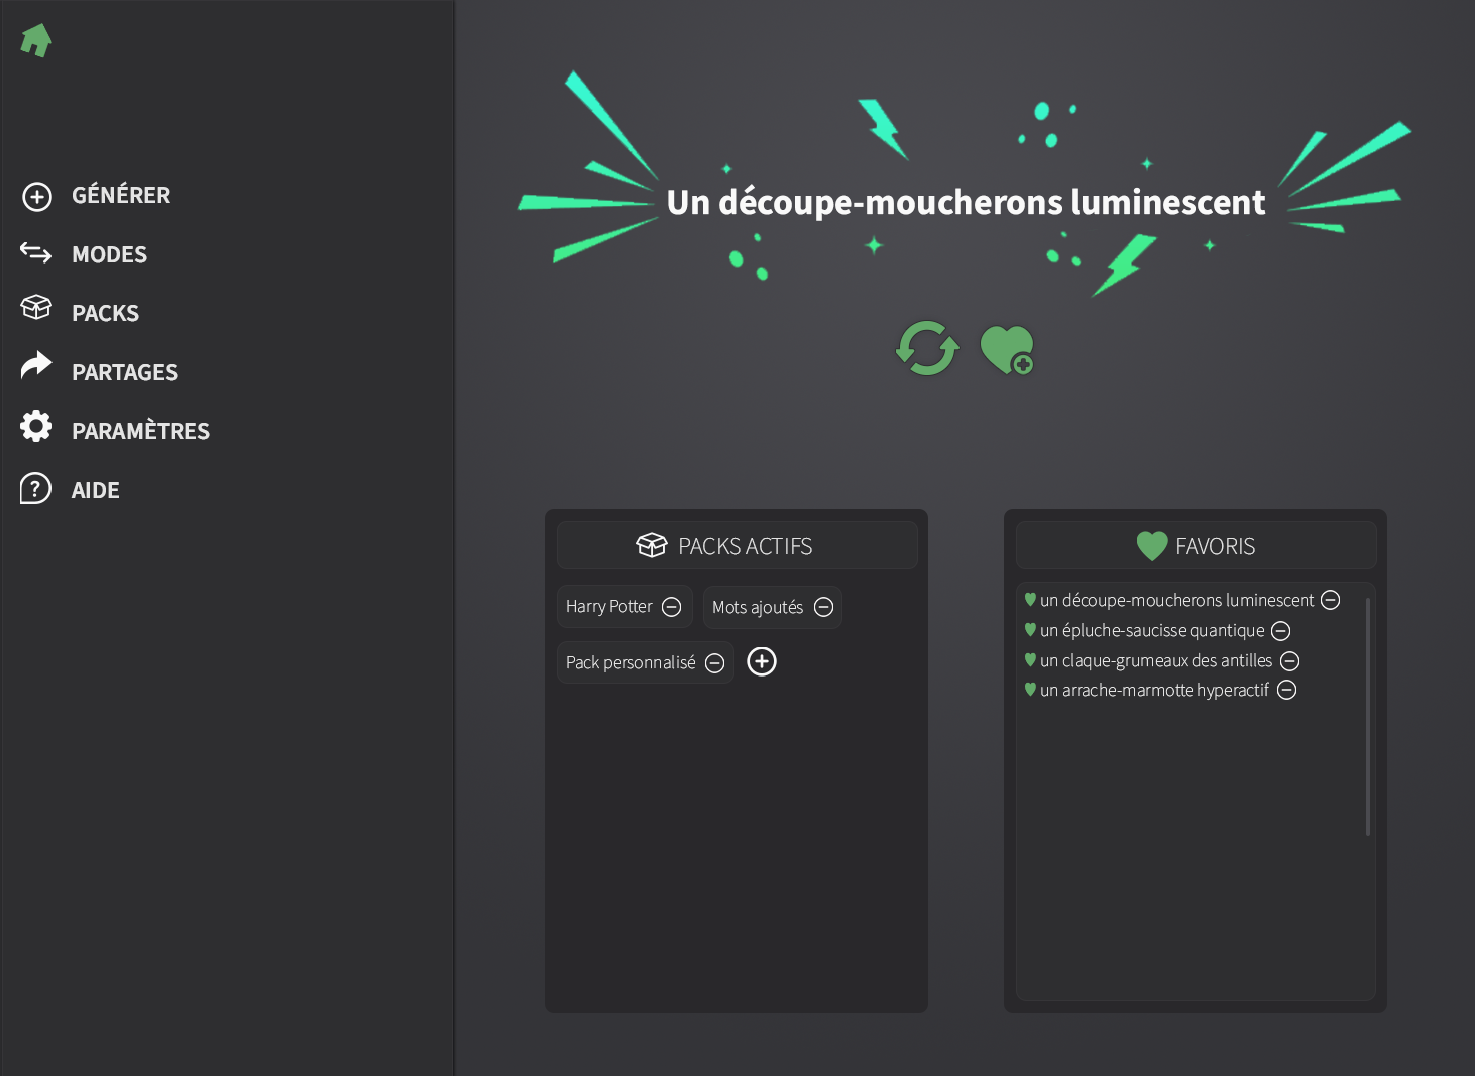 GÉNÉRER
MODES
PACKS
PARTAGES
PARAMÈTRES
AIDE
Un découpe-moucherons luminescent
PACKS ACTIFS
Harry Potter
Mots ajoutés
Pack personnalisé
FAVORIS
un découpe-moucherons luminescent
un épluche-saucisse quantique
un claque-grumeaux des antilles
un arrache-marmotte hyperactif